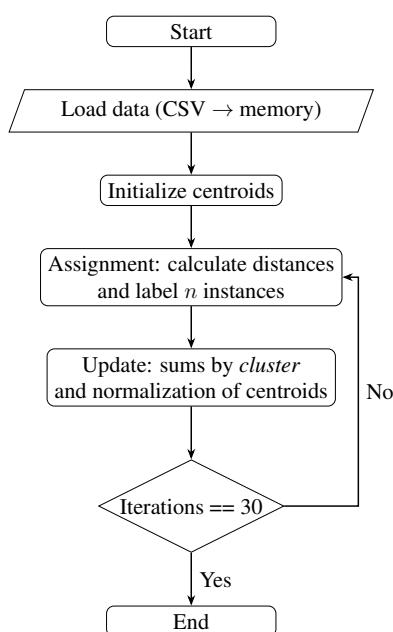 Start
Load data (CSV → memory)
Initialize centroids
Assignment: calculate distances
and label n instances
Update: sums by cluster
and normalization of centroids
No
Iterations == 30
Yes
End